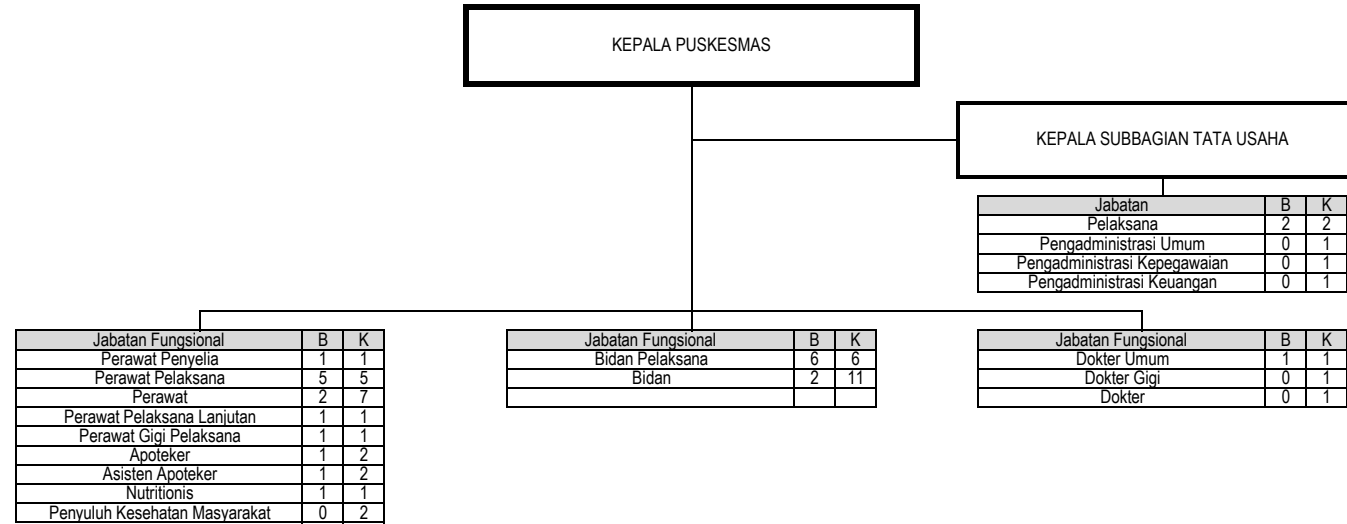 KEPALA PUSKESMAS
KEPALA SUBBAGIAN TATA USAHA
Jabatan B K
Pelaksana 2 2
Pengadministrasi Umum 0 1
Pengadministrasi Kepegawaian 0 1
Pengadministrasi Keuangan 0 1
Jabatan Fungsional B K
Perawat Penyelia 1 1
Perawat Pelaksana 5 5
Perawat 2 7
Perawat Pelaksana Lanjutan 1 1
Perawat Gigi Pelaksana 1 1
Apoteker 1 2
Asisten Apoteker 1 2
Nutritionis 1 1
Penyuluh Kesehatan Masyarakat 0 2
Jabatan Fungsional B K
Bidan Pelaksana 6 6
Bidan 2 11
Jabatan Fungsional B K
Dokter Umum 1 1
Dokter Gigi 0 1
Dokter 0 1